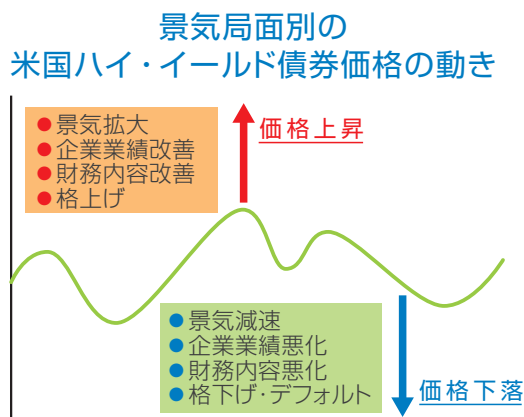 景気局面別の
米国ハイ・イールド債券価格の動き
●景気拡大
●企業業績改善
●財務内容改善
●格上げ
価格上昇
●景気減速
●企業業績悪化
●財務内容悪化
●格下げ・デフォルト
価格下落